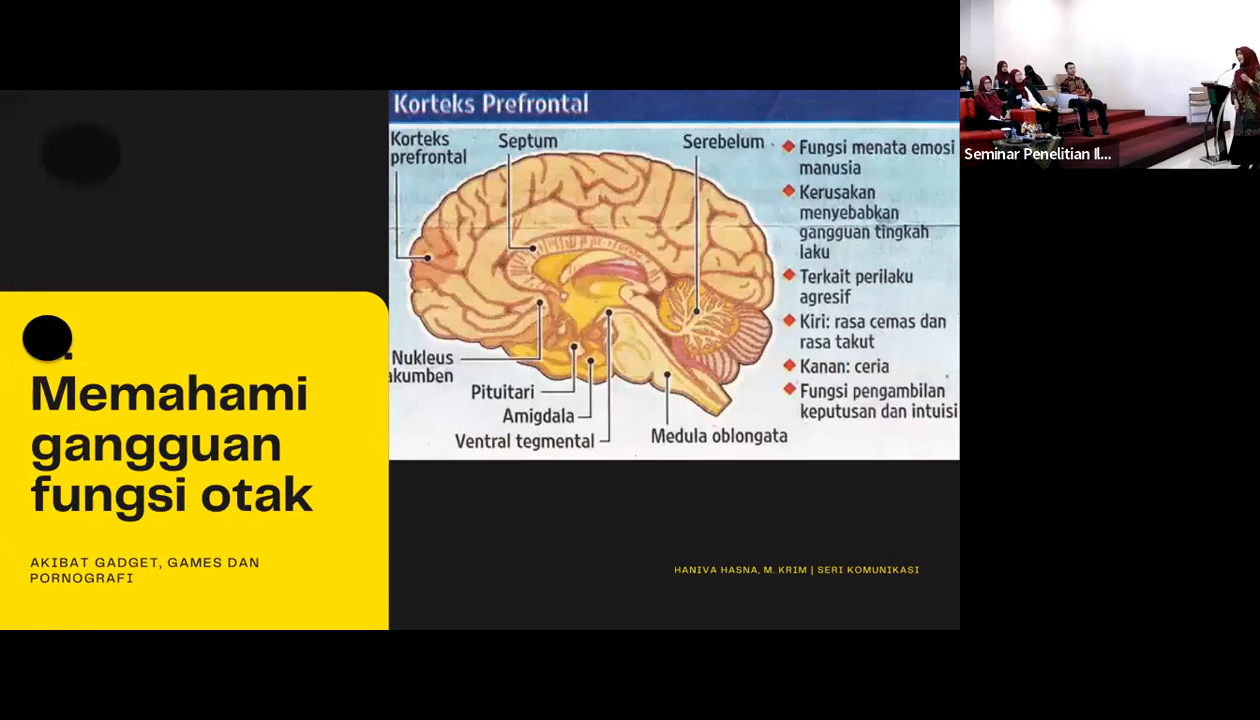 Korteks Prefrontal
Korteks
prefrontal
Septum
Serebelum
Nukleus
akumben
Pituitari
Amigdala
Ventral tegmental
Medula oblongata
Fungsi menata emosi
manusia
Kerusakan
menyebabkan
gangguan tingkah
laku
Terkait perilaku
agresif
Kiri: rasa cemas dan
rasa takut
Kanan: ceria
Fungsi pengambilan
keputusan dan intuisi
Memahami
gangguan
fungsi otak
AKIBAT GADGET, GAMES DAN
PORNOGRAFI
HANIVA HASNA, M. KRIM | SERI KOMUNIKASI
Seminar Penelitian Il...